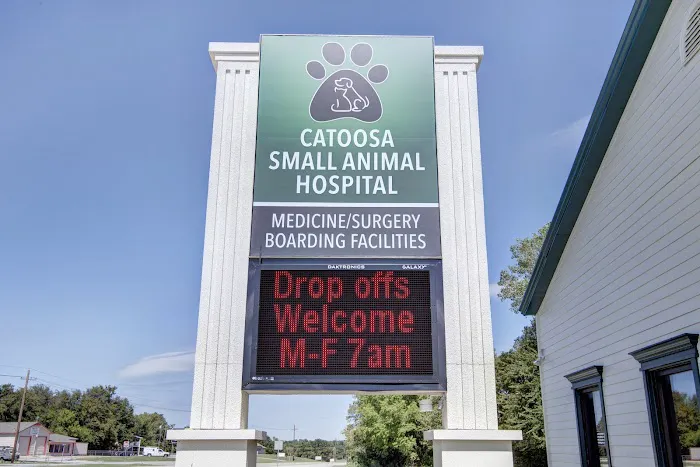 CATOOSA
SMALL ANIMAL
HOSPITAL
MEDICINE/SURGERY
BOARDING FACILITIES
DAKTRONICS GALAXY
Drop offs
Welcome
M-F 7am